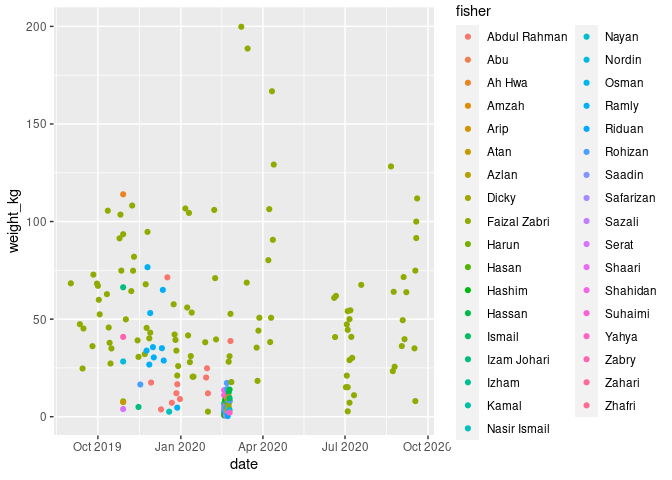 fisher
200
150
100
50
0
weight_kg
Oct 2019
Jan 2020
Apr 2020
Jul 2020
Oct 2020
date
Abdul Rahman
Abu
Ah Hwa
Amzah
Arip
Atan
Azlan
Dicky
Faizal Zabri
Harun
Hasan
Hashim
Hassan
Ismail
Izam Johari
Izham
Kamal
Nasir Ismail
Nayan
Nordin
Osman
Ramly
Riduan
Rohizan
Saadin
Safarizan
Sazali
Serat
Shaari
Shahidan
Suhaimi
Yahya
Zabry
Zahari
Zhafri